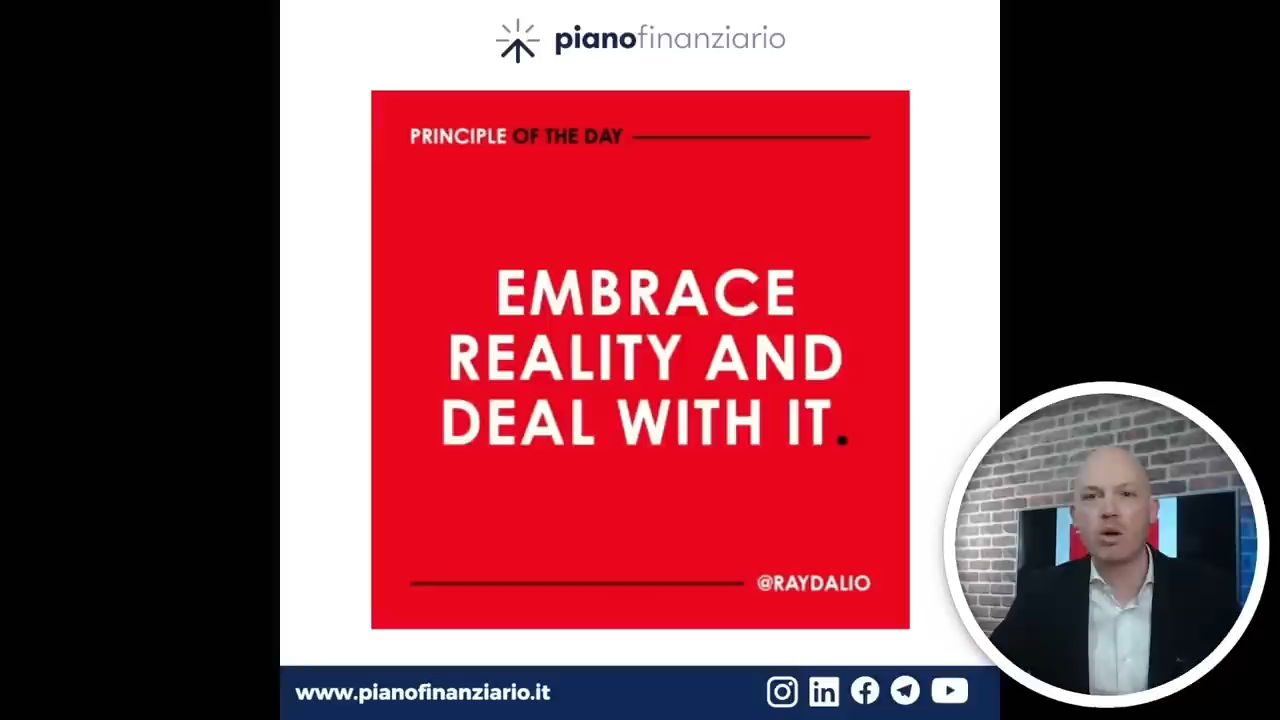 pianofinanziario
PRINCIPLE OF THE DAY
EMBRACE
REALITY AND
DEAL WITH IT.
@RAYDALIO
www.pianofinanziario.it